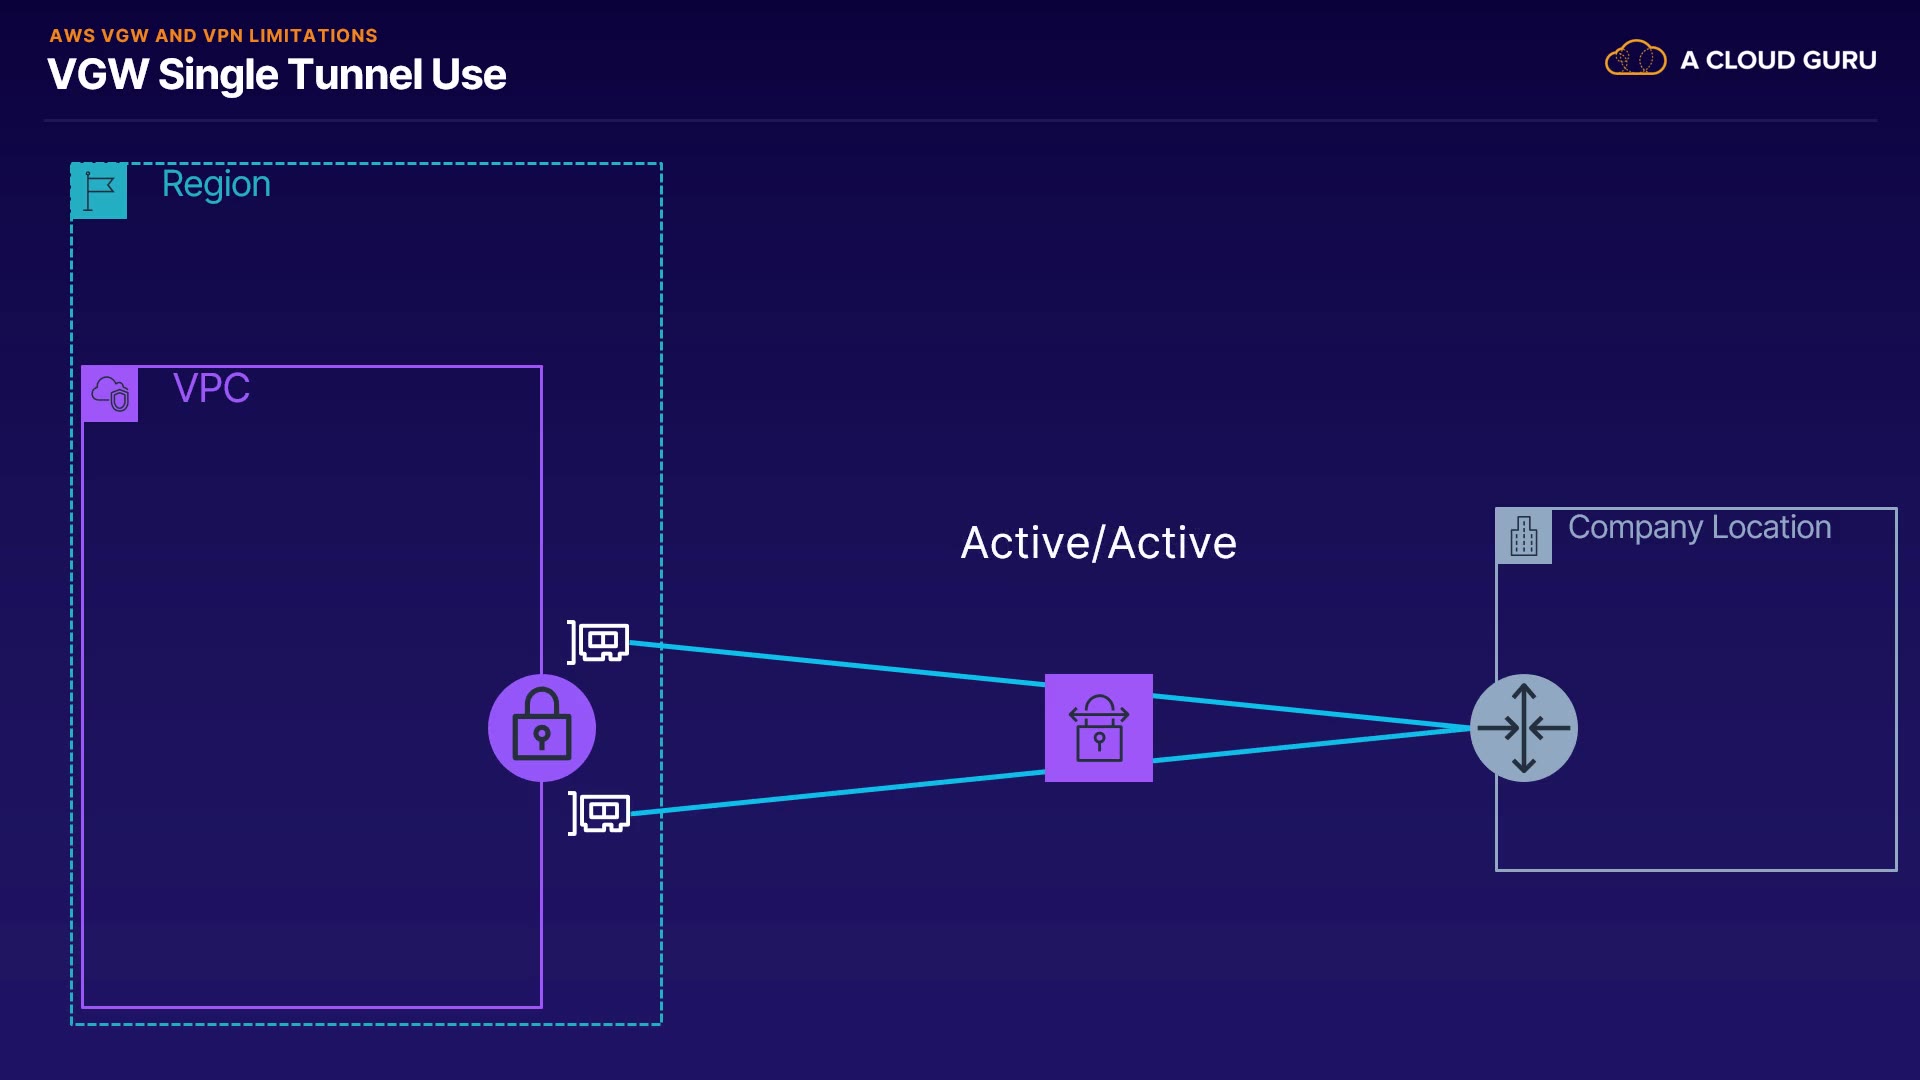 AWS VGW AND VPN LIMITATIONS
VGW Single Tunnel Use
A CLOUD GURU
Region
VPC
Active/Active
Company Location